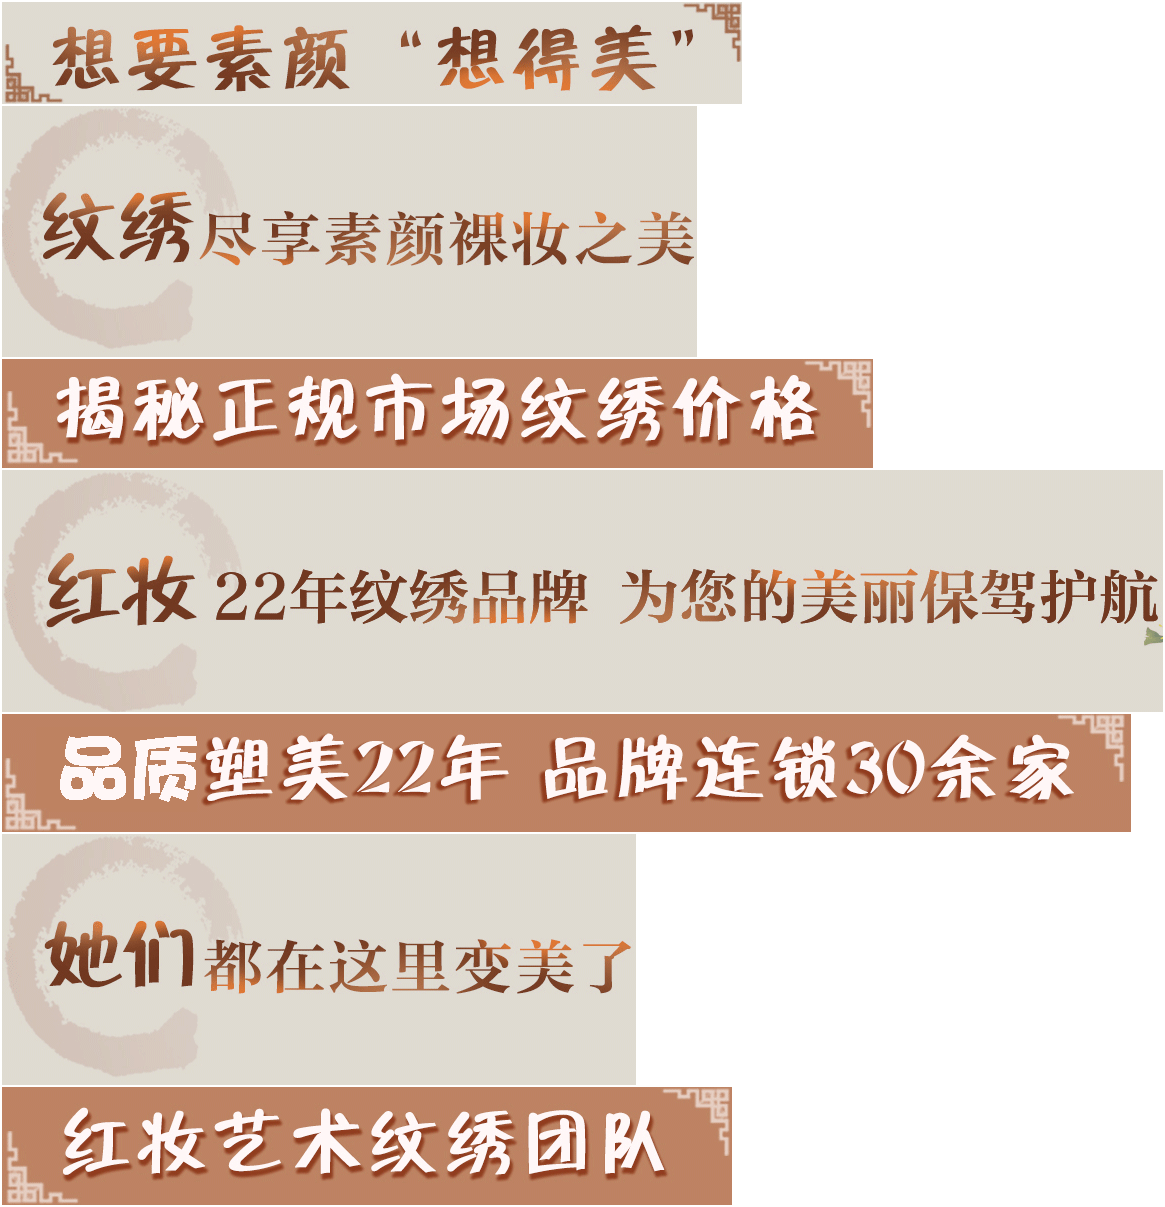 想要素颜“想得美”
纹绣尽享素颜裸妆之美
揭秘正规市场纹绣价格
红妆 22年纹绣品牌 为您的美丽保驾护航
品质塑美22年 品牌连锁30余家
她们都在这里变美了
红妆艺术纹绣团队